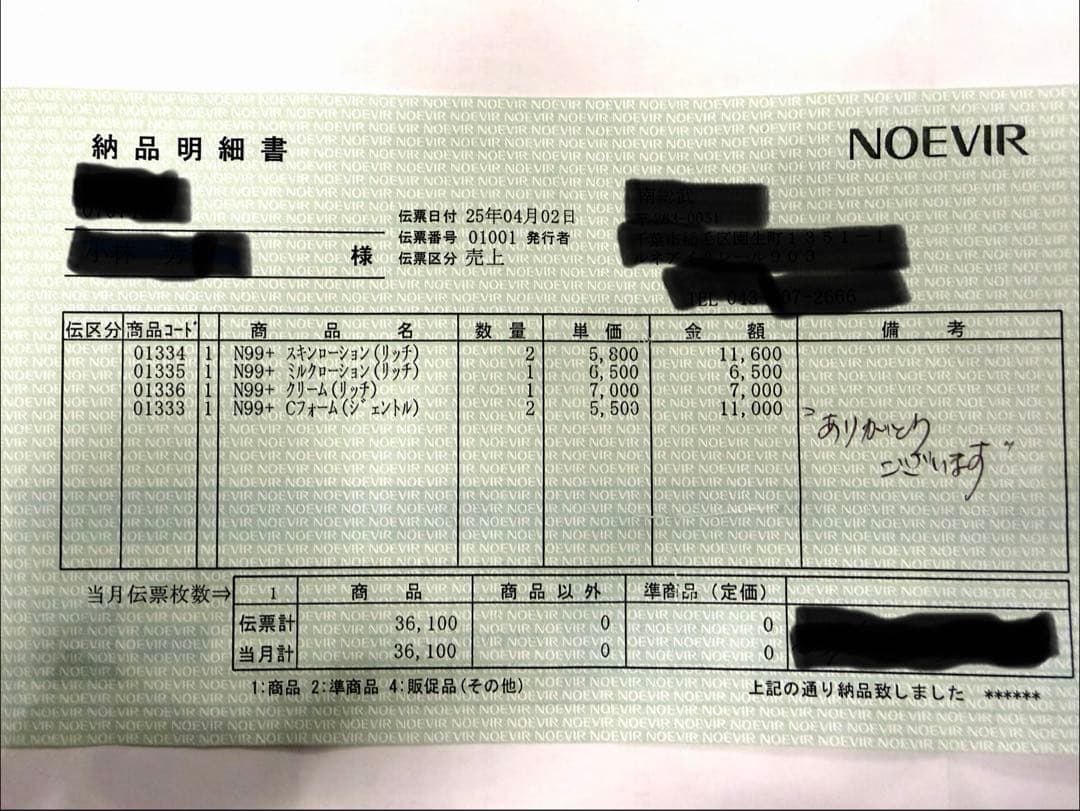 納品明細書
NOEVIR
伝票日付 25年04月02日
伝票番号 01001 発行者
伝票区分 売上
様
伝区分 商品ｺｰﾄﾞ 商品名 数量 単価 金額 備考
01334 1 N99+ ｽｷﾝﾛｰｼｮﾝ(ﾘｯﾁ) 2 5,800 11,600
01335 1 N99+ ﾐﾙｸﾛｰｼｮﾝ(ﾘｯﾁ) 1 6,500 6,500
01336 1 N99+ ｸﾘｰﾑ(ﾘｯﾁ) 1 7,000 7,000
01333 1 N99+ Cﾌｫｰﾑ(ｼﾞｪﾝﾄﾙ) 2 5,500 11,000
ありがとう
ございます
当月伝票枚数⇒ 1 商品 商品以外 準商品(定価)
伝票計 36,100 0 0
当月計 36,100 0 0
1:商品 2:準商品 4:販促品(その他)
上記の通り納品致しました ******